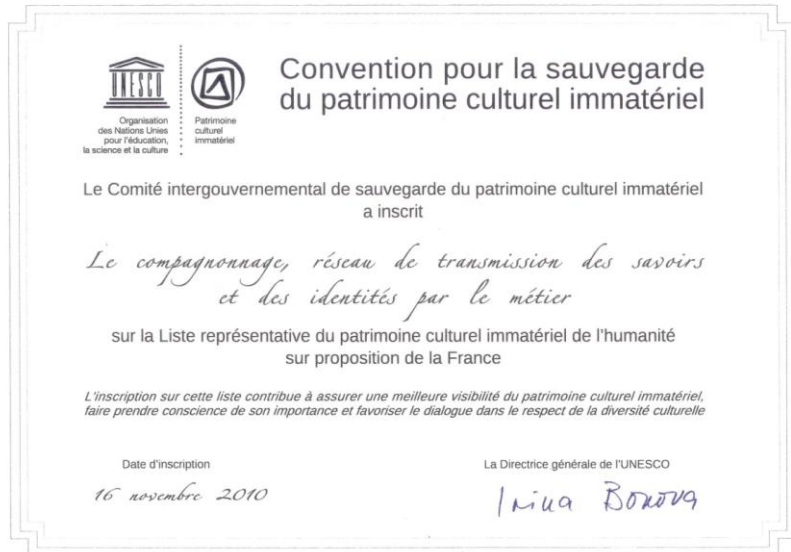 UNESCO
Organisation
des Nations Unies
pour l'éducation,
la science et la culture
Patrimoine
culturel
immatériel
Convention pour la sauvegarde
du patrimoine culturel immatériel
Le Comité intergouvernemental de sauvegarde du patrimoine culturel immatériel
a inscrit
Le compagnonnage, réseau de transmission des savoirs
et des identités par le métier
sur la Liste représentative du patrimoine culturel immatériel de l'humanité
sur proposition de la France
L'inscription sur cette liste contribue à assurer une meilleure visibilité du patrimoine culturel immatériel,
faire prendre conscience de son importance et favoriser le dialogue dans le respect de la diversité culturelle
Date d'inscription
16 novembre 2010
La Directrice générale de l'UNESCO
Irina Bokova